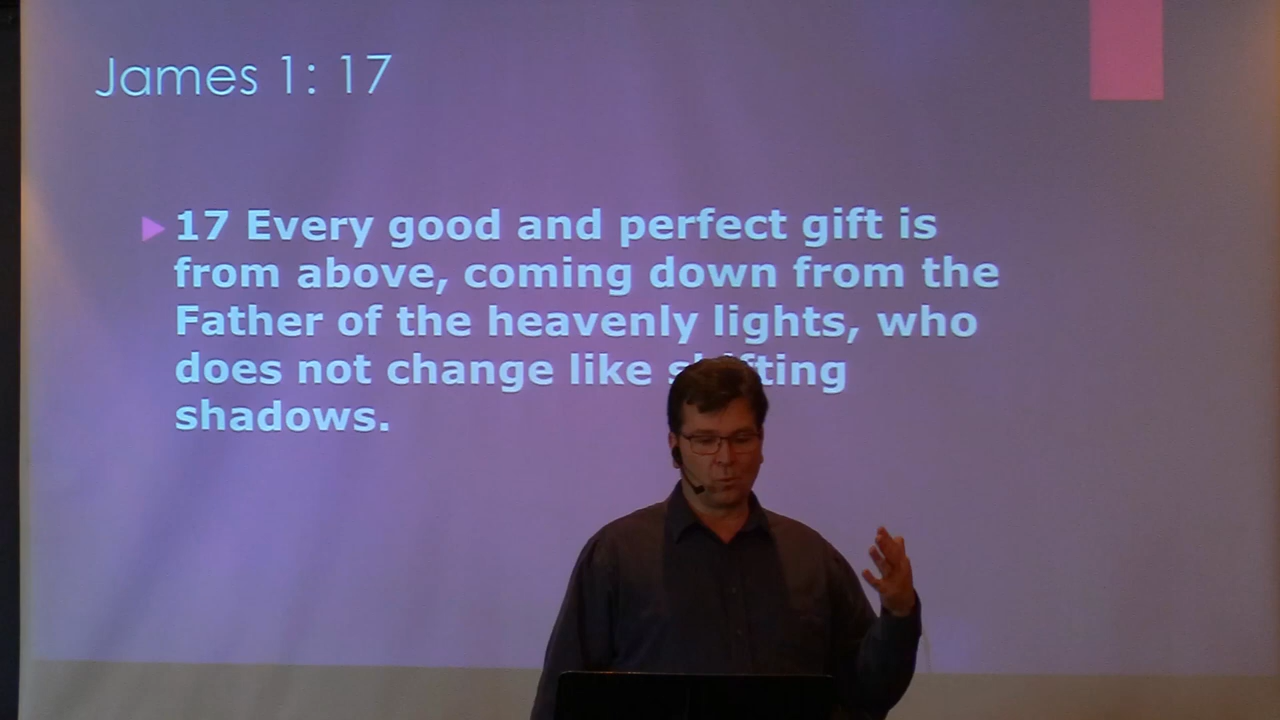 James 1: 17
17 Every good and perfect gift is
from above, coming down from the
Father of the heavenly lights, who
does not change like shifting
shadows.